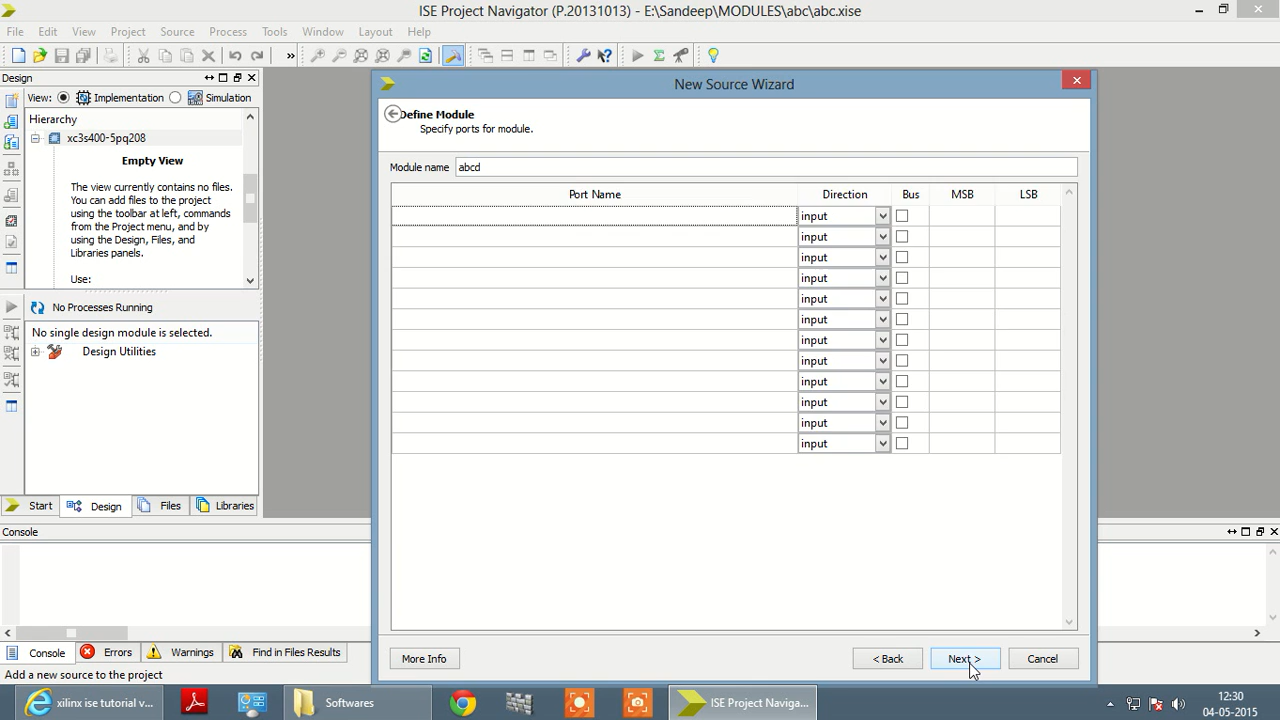 ISE Project Navigator (P.20131013) - E:\Sandeep\MODULES\abc\abc.xise
File Edit View Project Source Process Tools Window Layout Help
»
Design
View: Implementation Simulation
Hierarchy
xc3s400-5pq208
Empty View
The view currently contains no files.
You can add files to the project
using the toolbar at left, commands
from the Project menu, and by
using the Design, Files, and
Libraries panels.
Use:
No Processes Running
No single design module is selected.
Design Utilities
Start Design Files Libraries
New Source Wizard
Define Module
Specify ports for module.
Module name abcd
Port Name Direction Bus MSB LSB
input
input
input
input
input
input
input
input
input
input
input
input
More Info < Back Next > Cancel
Console
Console Errors Warnings Find in Files Results
Add a new source to the project
xilinx ise tutorial v... Softwares ISE Project Naviga...
12:30
04-05-2015